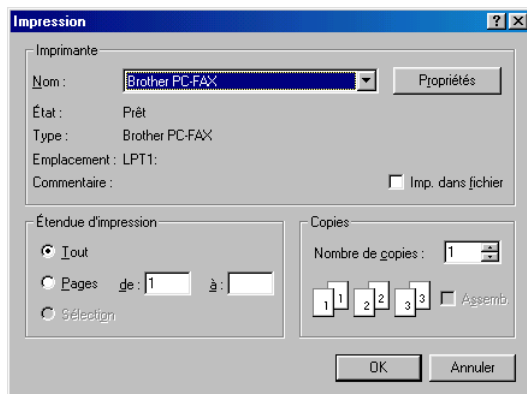 Impression
Imprimante
Nom : Brother PC-FAX Propriétés
État : Prêt
Type : Brother PC-FAX
Emplacement : LPT1:
Commentaire : Imp. dans fichier
Étendue d'impression
Tout
Pages de : 1 à :
Sélection
Copies
Nombre de copies : 1
1 1 2 2 3 3 Assemb.
OK Annuler